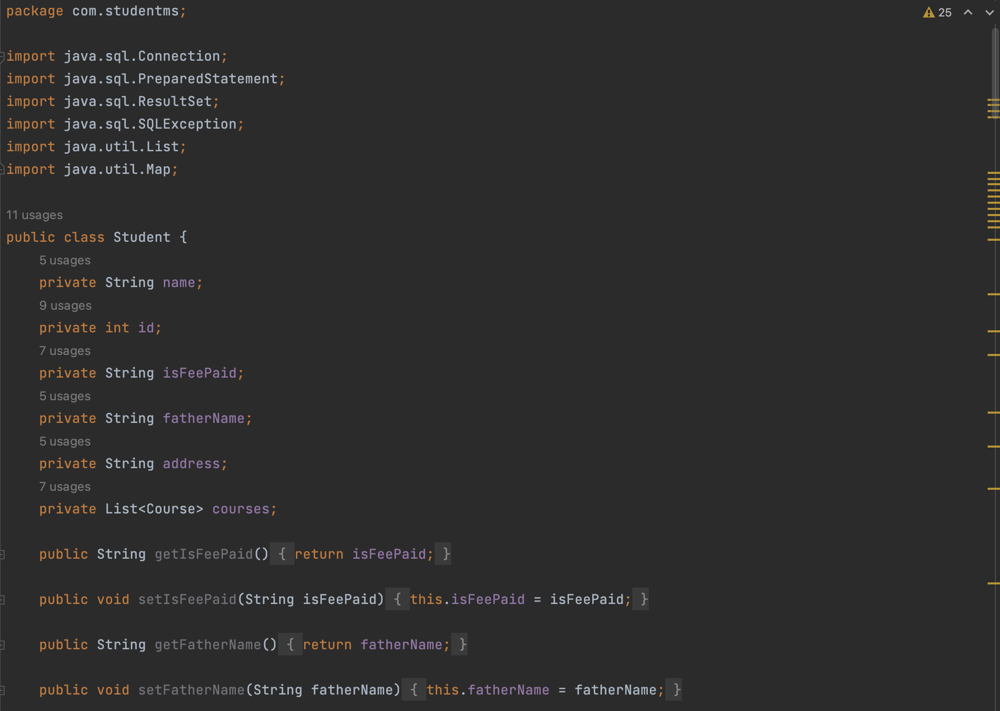 package com.studentms;
25
import java.sql.Connection;
import java.sql.PreparedStatement;
import java.sql.ResultSet;
import java.sql.SQLException;
import java.util.List;
import java.util.Map;
11 usages
public class Student {
5 usages
private String name;
9 usages
private int id;
7 usages
private String isFeePaid;
5 usages
private String fatherName;
5 usages
private String address;
7 usages
private List<Course> courses;
public String getIsFeePaid() { return isFeePaid; }
public void setIsFeePaid(String isFeePaid) { this.isFeePaid = isFeePaid; }
public String getFatherName() { return fatherName; }
public void setFatherName(String fatherName) { this.fatherName = fatherName; }